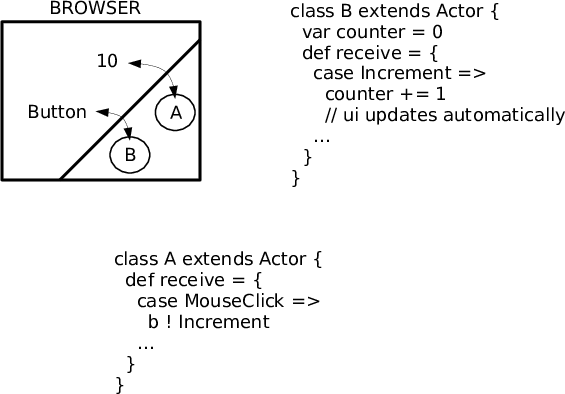 BROWSER
10
A
Button
B
class B extends Actor {
var counter = 0
def receive = {
case Increment =>
counter += 1
// ui updates automatically
...
}
}
class A extends Actor {
def receive = {
case MouseClick =>
b ! Increment
...
}
}